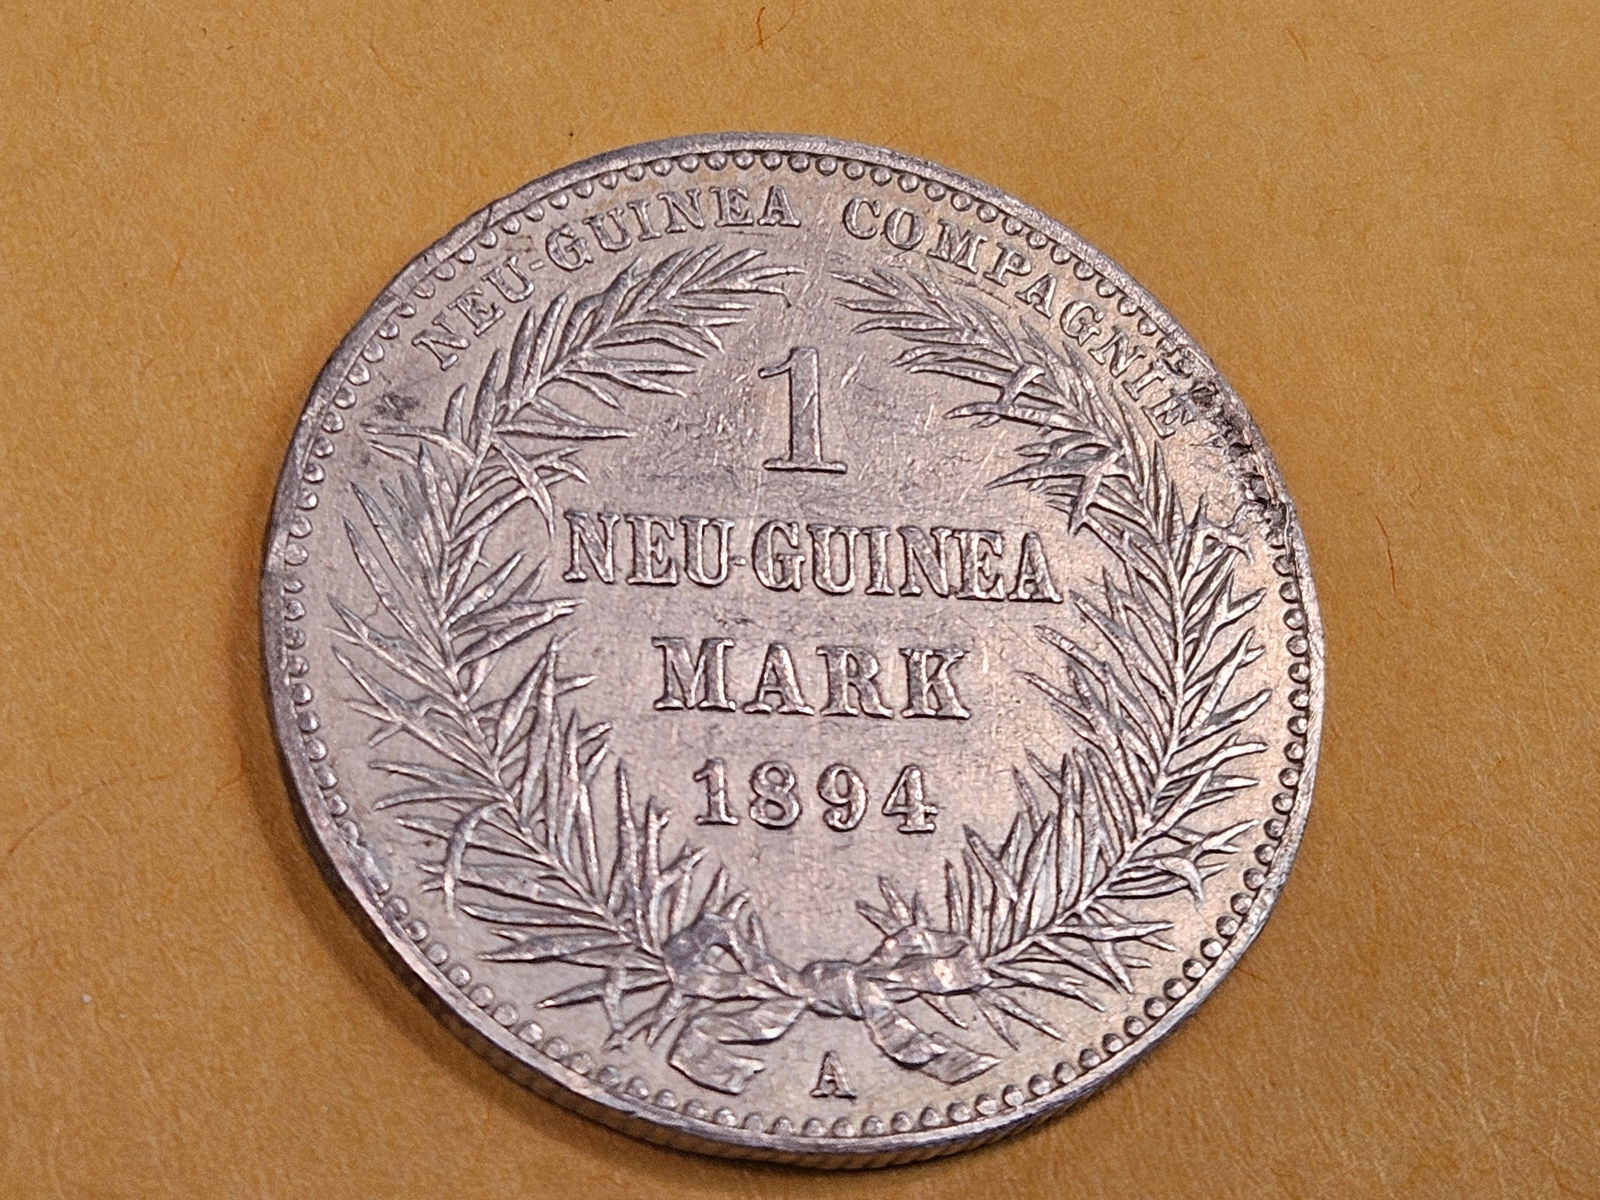 NEU-GUINEA COMPAGNIE
1
NEU-GUINEA
MARK
1894
A